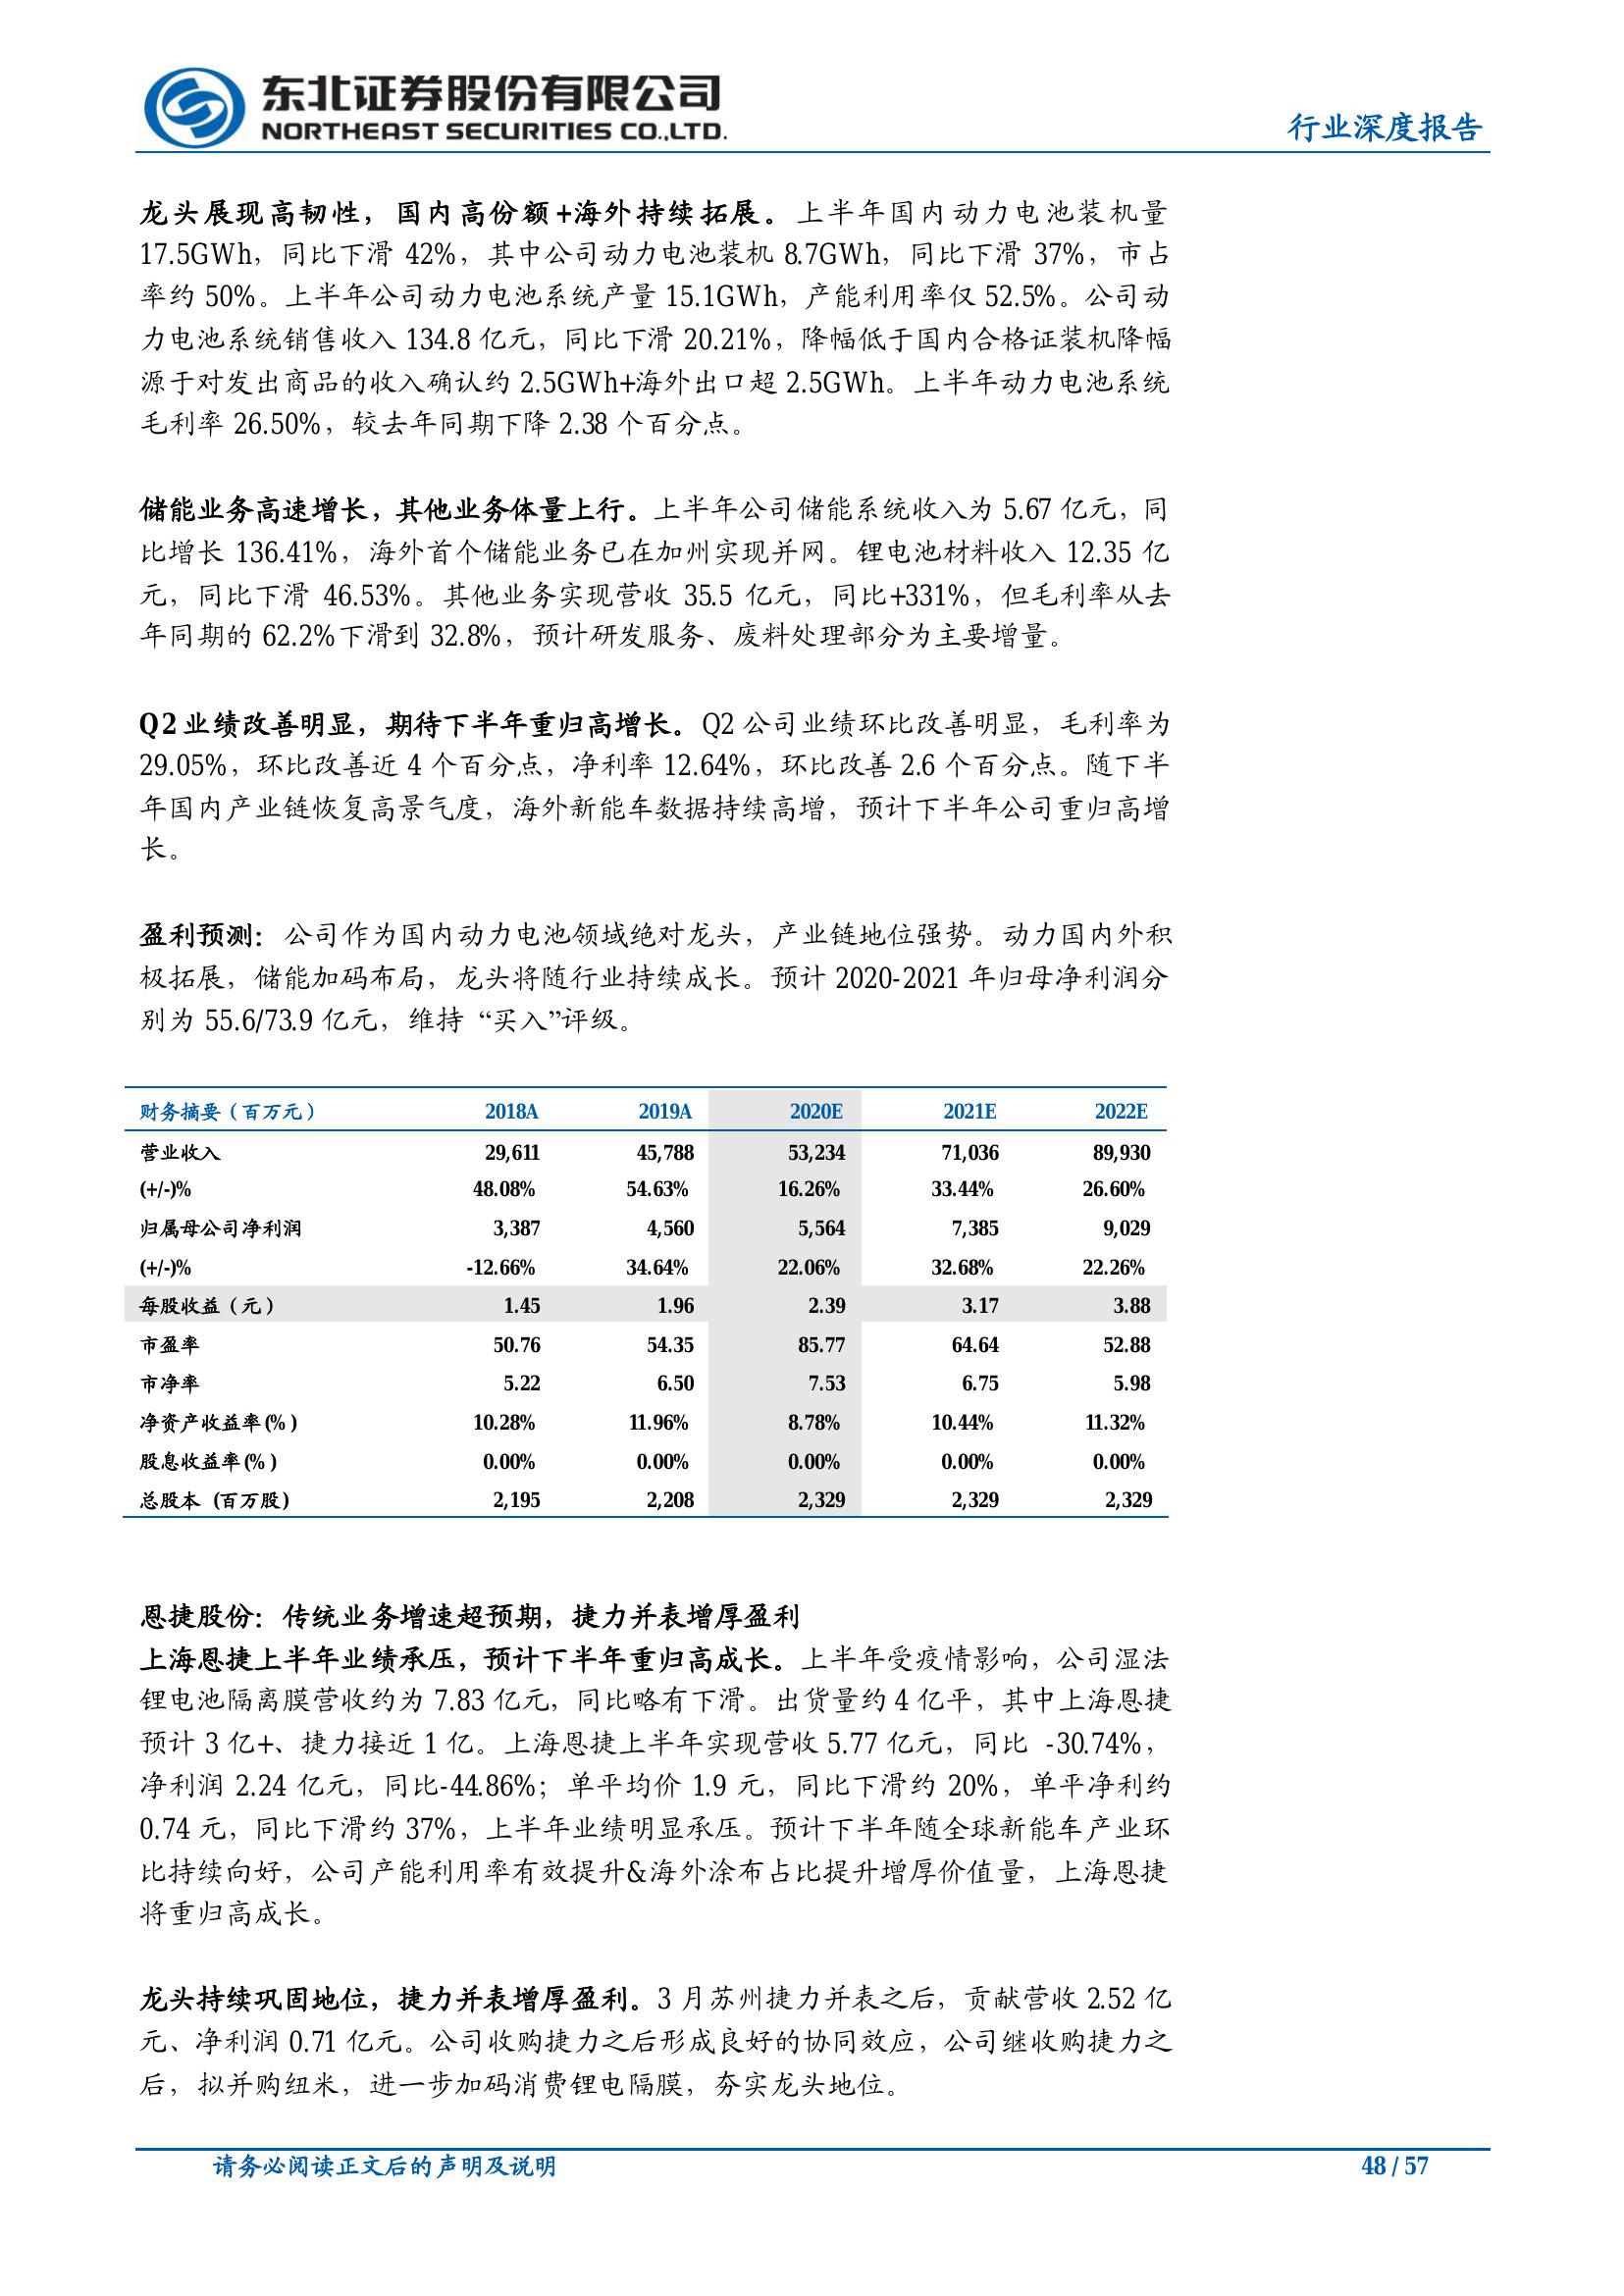 东北证券股份有限公司
NORTHEAST SECURITIES CO.,LTD.
行业深度报告
龙头展现高韧性，国内高份额+海外持续拓展。上半年国内动力电池装机量
17.5GWh，同比下滑 42%，其中公司动力电池装机 8.7GWh，同比下滑 37%，市占
率约 50%。上半年公司动力电池系统产量 15.1GWh，产能利用率仅 52.5%。公司动
力电池系统销售收入 134.8 亿元，同比下滑 20.21%，降幅低于国内合格证装机降幅
源于对发出商品的收入确认约 2.5GWh+海外出口超 2.5GWh。上半年动力电池系统
毛利率 26.50%，较去年同期下降 2.38 个百分点。
储能业务高速增长，其他业务体量上行。上半年公司储能系统收入为 5.67 亿元，同
比增长 136.41%，海外首个储能业务已在加州实现并网。锂电池材料收入 12.35 亿
元，同比下滑 46.53%。其他业务实现营收 35.5 亿元，同比+331%，但毛利率从去
年同期的 62.2%下滑到 32.8%，预计研发服务、废料处理部分为主要增量。
Q2 业绩改善明显，期待下半年重归高增长。Q2 公司业绩环比改善明显，毛利率为
29.05%，环比改善近 4 个百分点，净利率 12.64%，环比改善 2.6 个百分点。随下半
年国内产业链恢复高景气度，海外新能车数据持续高增，预计下半年公司重归高增
长。
盈利预测：公司作为国内动力电池领域绝对龙头，产业链地位强势。动力国内外积
极拓展，储能加码布局，龙头将随行业持续成长。预计 2020-2021 年归母净利润分
别为 55.6/73.9 亿元，维持 “买入”评级。
财务摘要（百万元） 2018A 2019A 2020E 2021E 2022E
营业收入 29,611 45,788 53,234 71,036 89,930
(+/-)% 48.08% 54.63% 16.26% 33.44% 26.60%
归属母公司净利润 3,387 4,560 5,564 7,385 9,029
(+/-)% -12.66% 34.64% 22.06% 32.68% 22.26%
每股收益（元） 1.45 1.96 2.39 3.17 3.88
市盈率 50.76 54.35 85.77 64.64 52.88
市净率 5.22 6.50 7.53 6.75 5.98
净资产收益率(%) 10.28% 11.96% 8.78% 10.44% 11.32%
股息收益率(%) 0.00% 0.00% 0.00% 0.00% 0.00%
总股本 (百万股) 2,195 2,208 2,329 2,329 2,329
恩捷股份：传统业务增速超预期，捷力并表增厚盈利
上海恩捷上半年业绩承压，预计下半年重归高成长。上半年受疫情影响，公司湿法
锂电池隔离膜营收约为 7.83 亿元，同比略有下滑。出货量约 4 亿平，其中上海恩捷
预计 3 亿+、捷力接近 1 亿。上海恩捷上半年实现营收 5.77 亿元，同比 -30.74%，
净利润 2.24 亿元，同比-44.86%；单平均价 1.9 元，同比下滑约 20%，单平净利约
0.74 元，同比下滑约 37%，上半年业绩明显承压。预计下半年随全球新能车产业环
比持续向好，公司产能利用率有效提升&海外涂布占比提升增厚价值量，上海恩捷
将重归高成长。
龙头持续巩固地位，捷力并表增厚盈利。3 月苏州捷力并表之后，贡献营收 2.52 亿
元、净利润 0.71 亿元。公司收购捷力之后形成良好的协同效应，公司继收购捷力之
后，拟并购纽米，进一步加码消费锂电隔膜，夯实龙头地位。
请务必阅读正文后的声明及说明 48 / 57